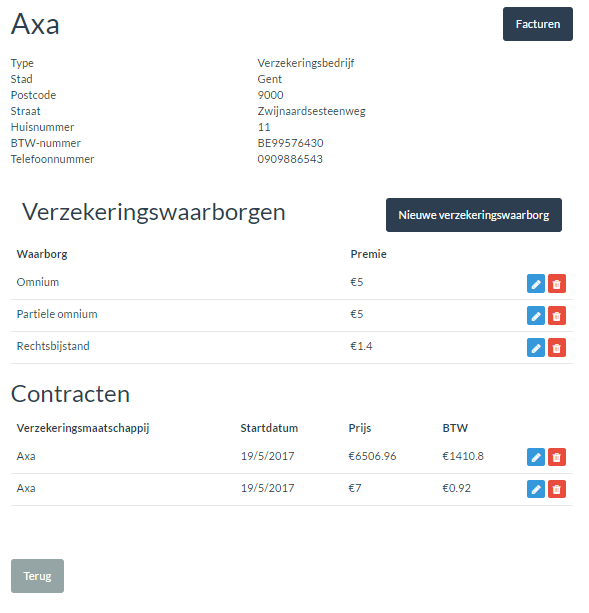 Axa
Facturen
Type Verzekeringsbedrijf
Stad Gent
Postcode 9000
Straat Zwijnaardsesteenweg
Huisnummer 11
BTW-nummer BE99576430
Telefoonnummer 0909886543
Verzekeringswaarborgen
Nieuwe verzekeringswaarborg
Waarborg Premie
Omnium €5
Partiele omnium €5
Rechtsbijstand €1.4
Contracten
Verzekeringsmaatschappij Startdatum Prijs BTW
Axa 19/5/2017 €6506.96 €1410.8
Axa 19/5/2017 €7 €0.92
Terug